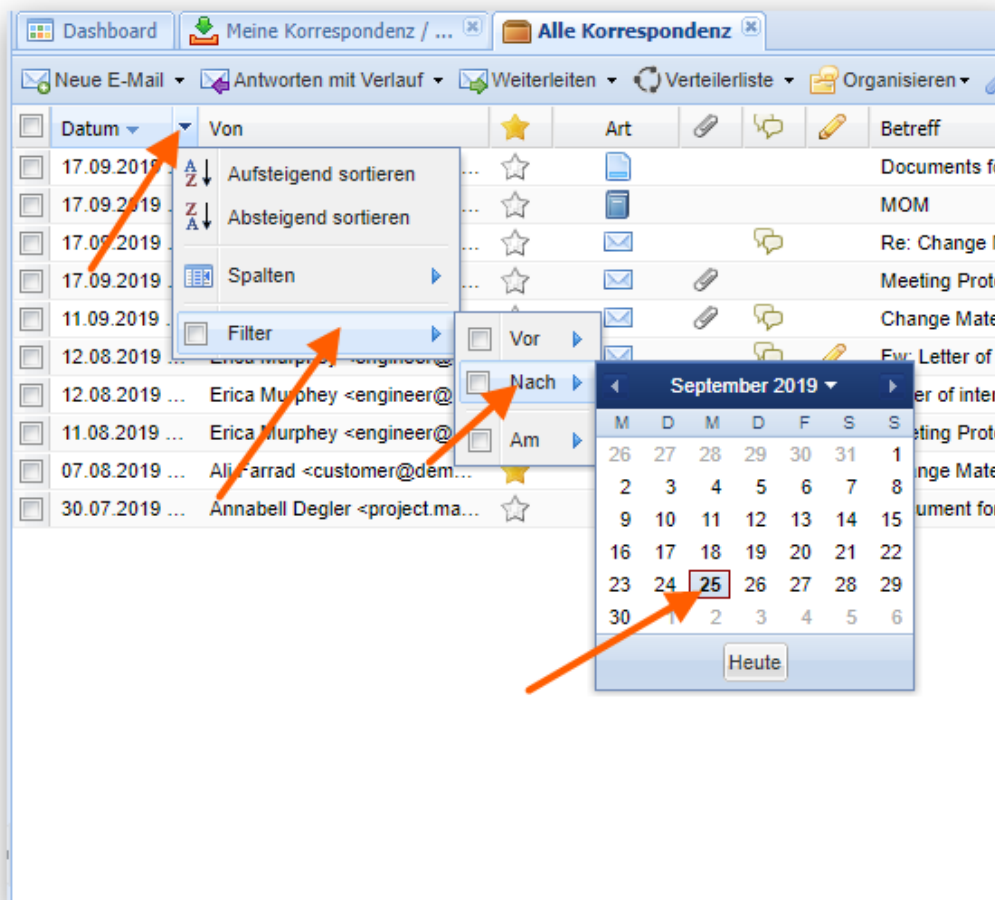 Dashboard Meine Korrespondenz / ... Alle Korrespondenz
Neue E-Mail Antworten mit Verlauf Weiterleiten Verteilerliste Organisieren
Datum Von Art Betreff
17.09.2019 ... Documents
17.09.2019 ... MOM
17.09.2019 ... Re: Change
17.09.2019 ... Meeting
11.09.2019 Change
12.08.2019 ... Erica Murphey <engineer@ Fw: Letter of
12.08.2019 ... Erica Murphey <engineer@ of
11.08.2019 ... Erica Murphey <engineer@
07.08.2019 ... Ali Farrad <customer@dem...
30.07.2019 ... Annabell Degler <project.ma...
Aufsteigend sortieren
Absteigend sortieren
Spalten
Filter
Vor
Nach
Am
September 2019
M D M D F S S
26 27 28 29 30 31 1
2 3 4 5 6 7 8
9 10 11 12 13 14 15
16 17 18 19 20 21 22
23 24 25 26 27 28 29
30 1 2 3 4 5 6
Heute